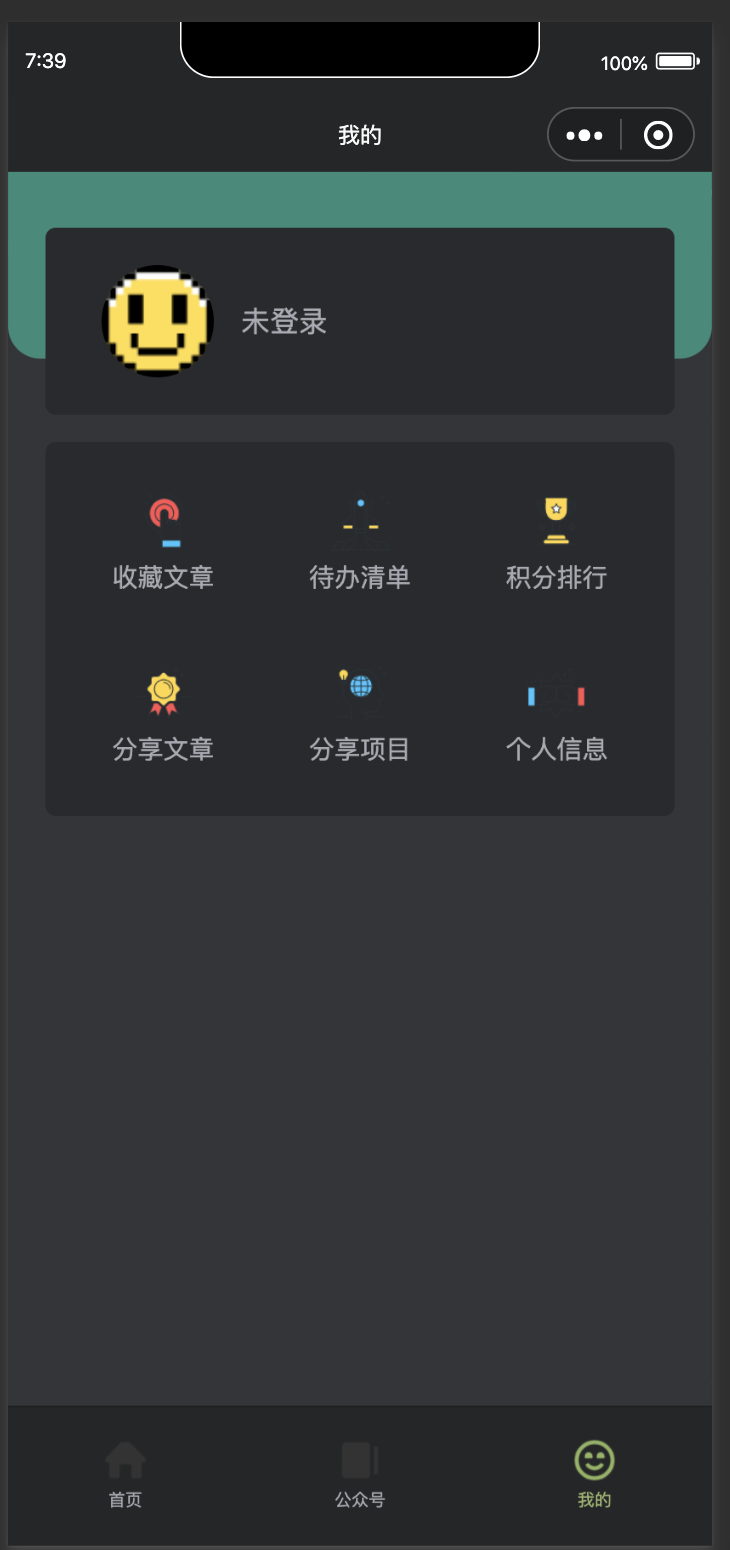 7:39
100%
我的
未登录
收藏文章 待办清单 积分排行
分享文章 分享项目 个人信息
首页 公众号 我的